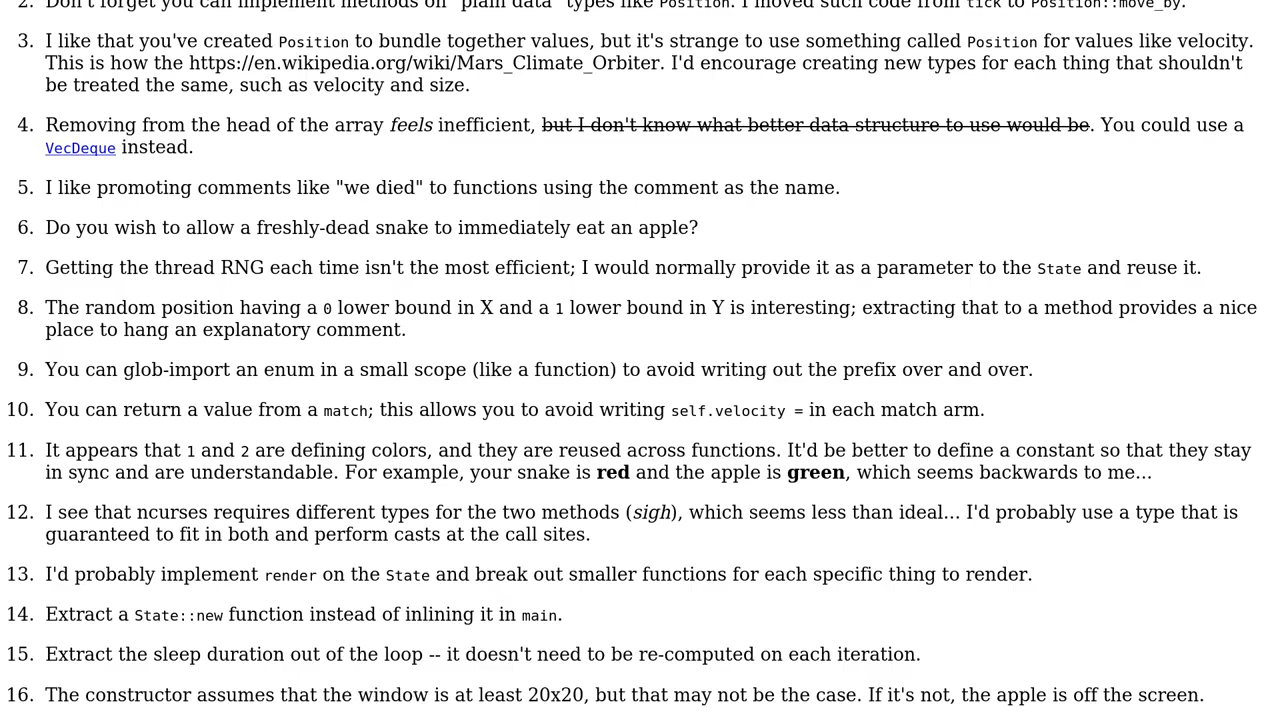 2. Don't forget you can implement methods on "plain data" types like Position. I moved such code from tick to Position::move_by.
3. I like that you've created Position to bundle together values, but it's strange to use something called Position for values like velocity.
This is how the https://en.wikipedia.org/wiki/Mars_Climate_Orbiter. I'd encourage creating new types for each thing that shouldn't
be treated the same, such as velocity and size.
4. Removing from the head of the array feels inefficient, but I don't know what better data structure to use would be. You could use a
VecDeque instead.
5. I like promoting comments like "we died" to functions using the comment as the name.
6. Do you wish to allow a freshly-dead snake to immediately eat an apple?
7. Getting the thread RNG each time isn't the most efficient; I would normally provide it as a parameter to the State and reuse it.
8. The random position having a 0 lower bound in X and a 1 lower bound in Y is interesting; extracting that to a method provides a nice
place to hang an explanatory comment.
9. You can glob-import an enum in a small scope (like a function) to avoid writing out the prefix over and over.
10. You can return a value from a match; this allows you to avoid writing self.velocity = in each match arm.
11. It appears that 1 and 2 are defining colors, and they are reused across functions. It'd be better to define a constant so that they stay
in sync and are understandable. For example, your snake is red and the apple is green, which seems backwards to me...
12. I see that ncurses requires different types for the two methods (sigh), which seems less than ideal... I'd probably use a type that is
guaranteed to fit in both and perform casts at the call sites.
13. I'd probably implement render on the State and break out smaller functions for each specific thing to render.
14. Extract a State::new function instead of inlining it in main.
15. Extract the sleep duration out of the loop -- it doesn't need to be re-computed on each iteration.
16. The constructor assumes that the window is at least 20x20, but that may not be the case. If it's not, the apple is off the screen.